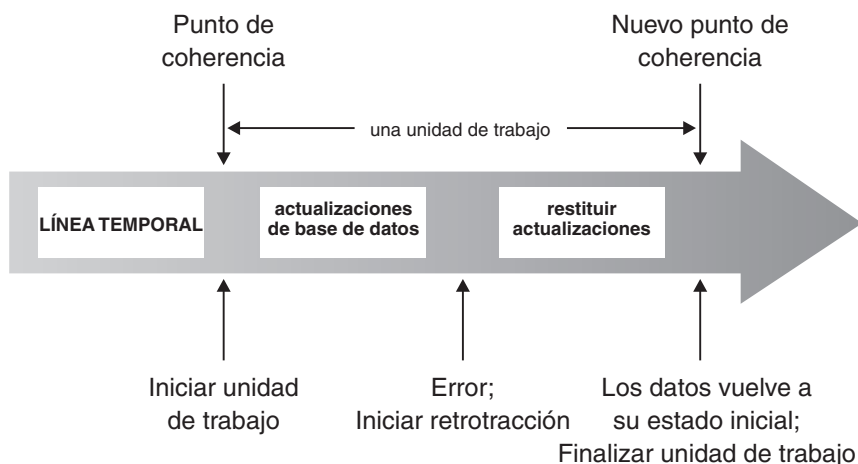 Punto de
coherencia
Nuevo punto de
coherencia
una unidad de trabajo
LÍNEA TEMPORAL
actualizaciones
de base de datos
restituir
actualizaciones
Iniciar unidad
de trabajo
Error;
Iniciar retrotracción
Los datos vuelve a
su estado inicial;
Finalizar unidad de trabajo